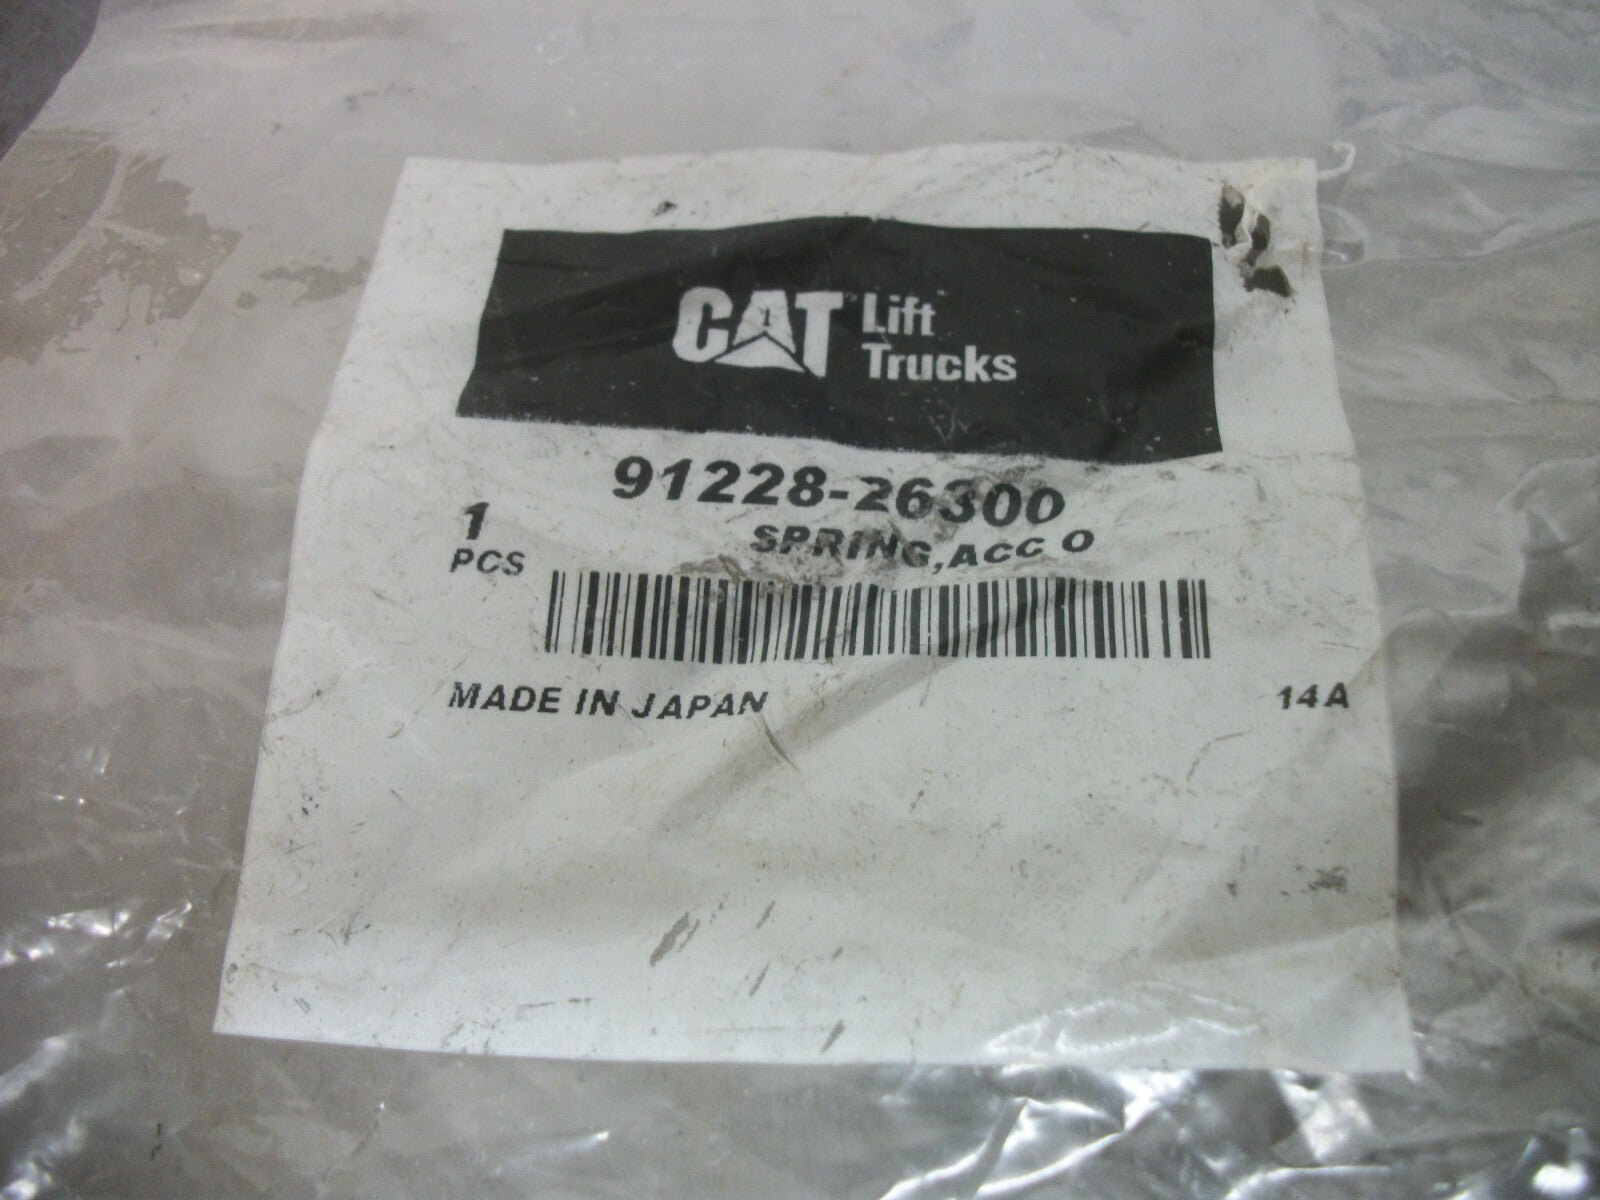 CAT Lift
Trucks
91228-26300
1
SPRING,ACC O
PCS
MADE IN JAPAN 14A